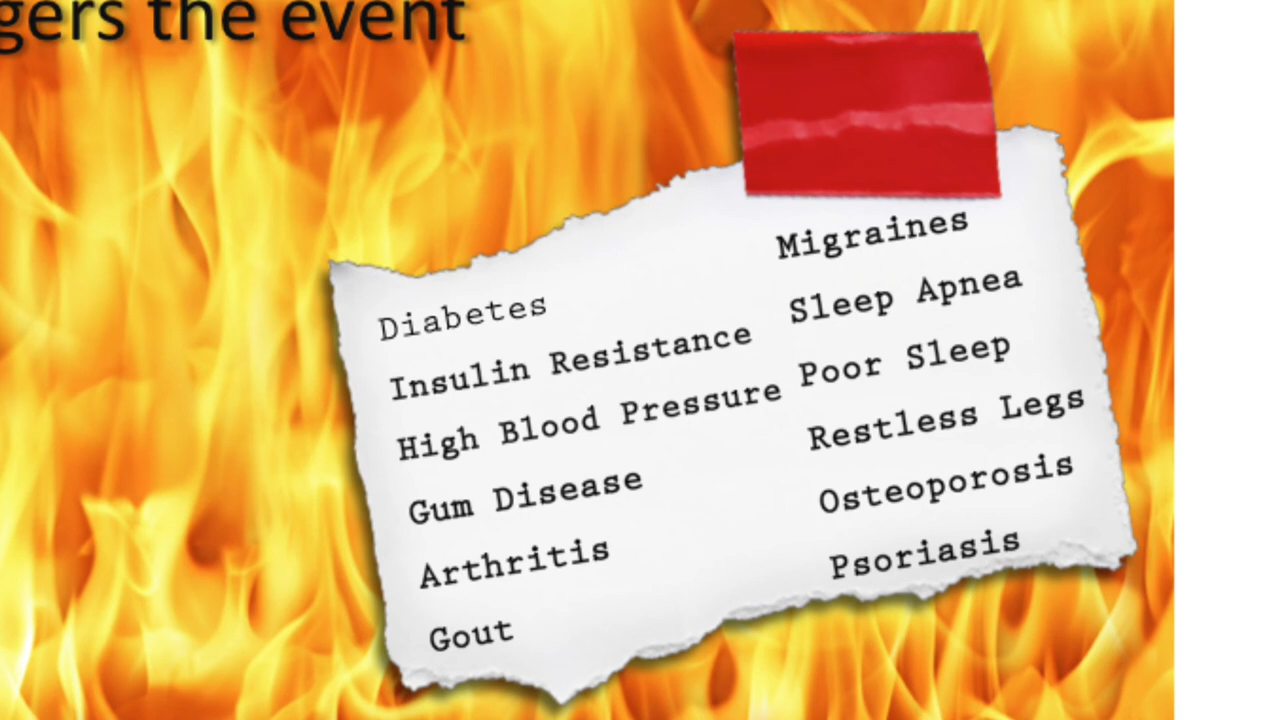 gers the event
Diabetes
Insulin Resistance
High Blood Pressure
Gum Disease
Arthritis
Gout
Migraines
Sleep Apnea
Poor Sleep
Restless Legs
Osteoporosis
Psoriasis